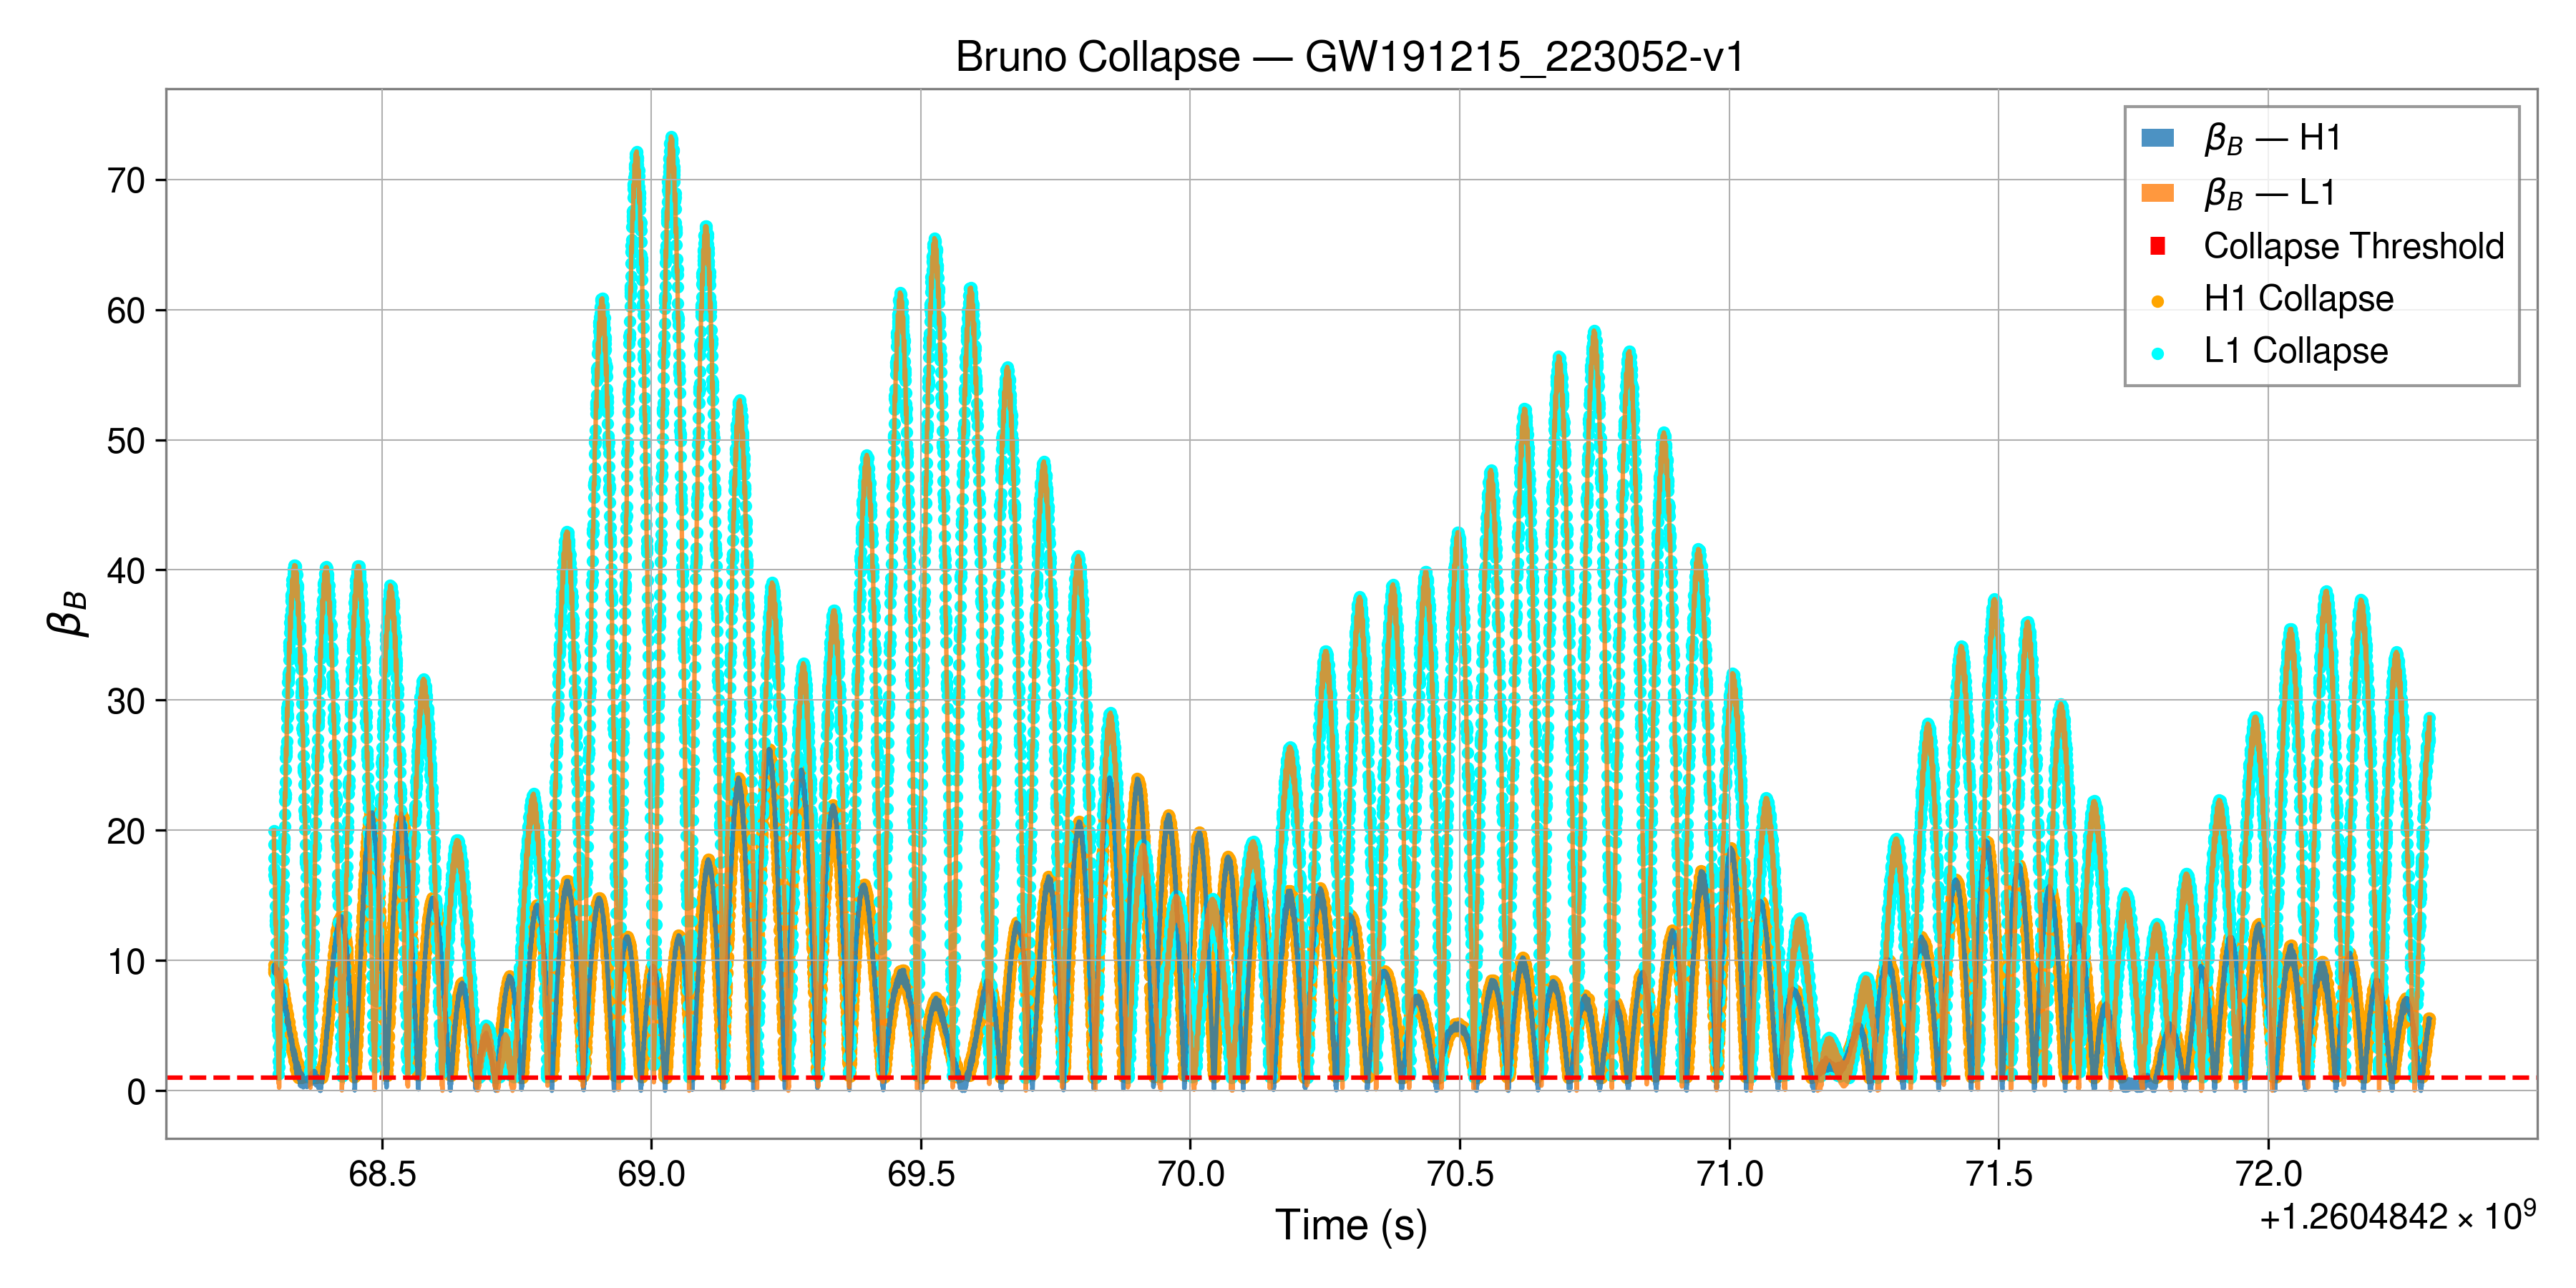 Bruno Collapse — GW191215_223052-v1
β_B — H1
β_B — L1
Collapse Threshold
H1 Collapse
L1 Collapse
β_B
70
60
50
40
30
20
10
0
68.5 69.0 69.5 70.0 70.5 71.0 71.5 72.0
Time (s)
+1.2604842 × 10⁹